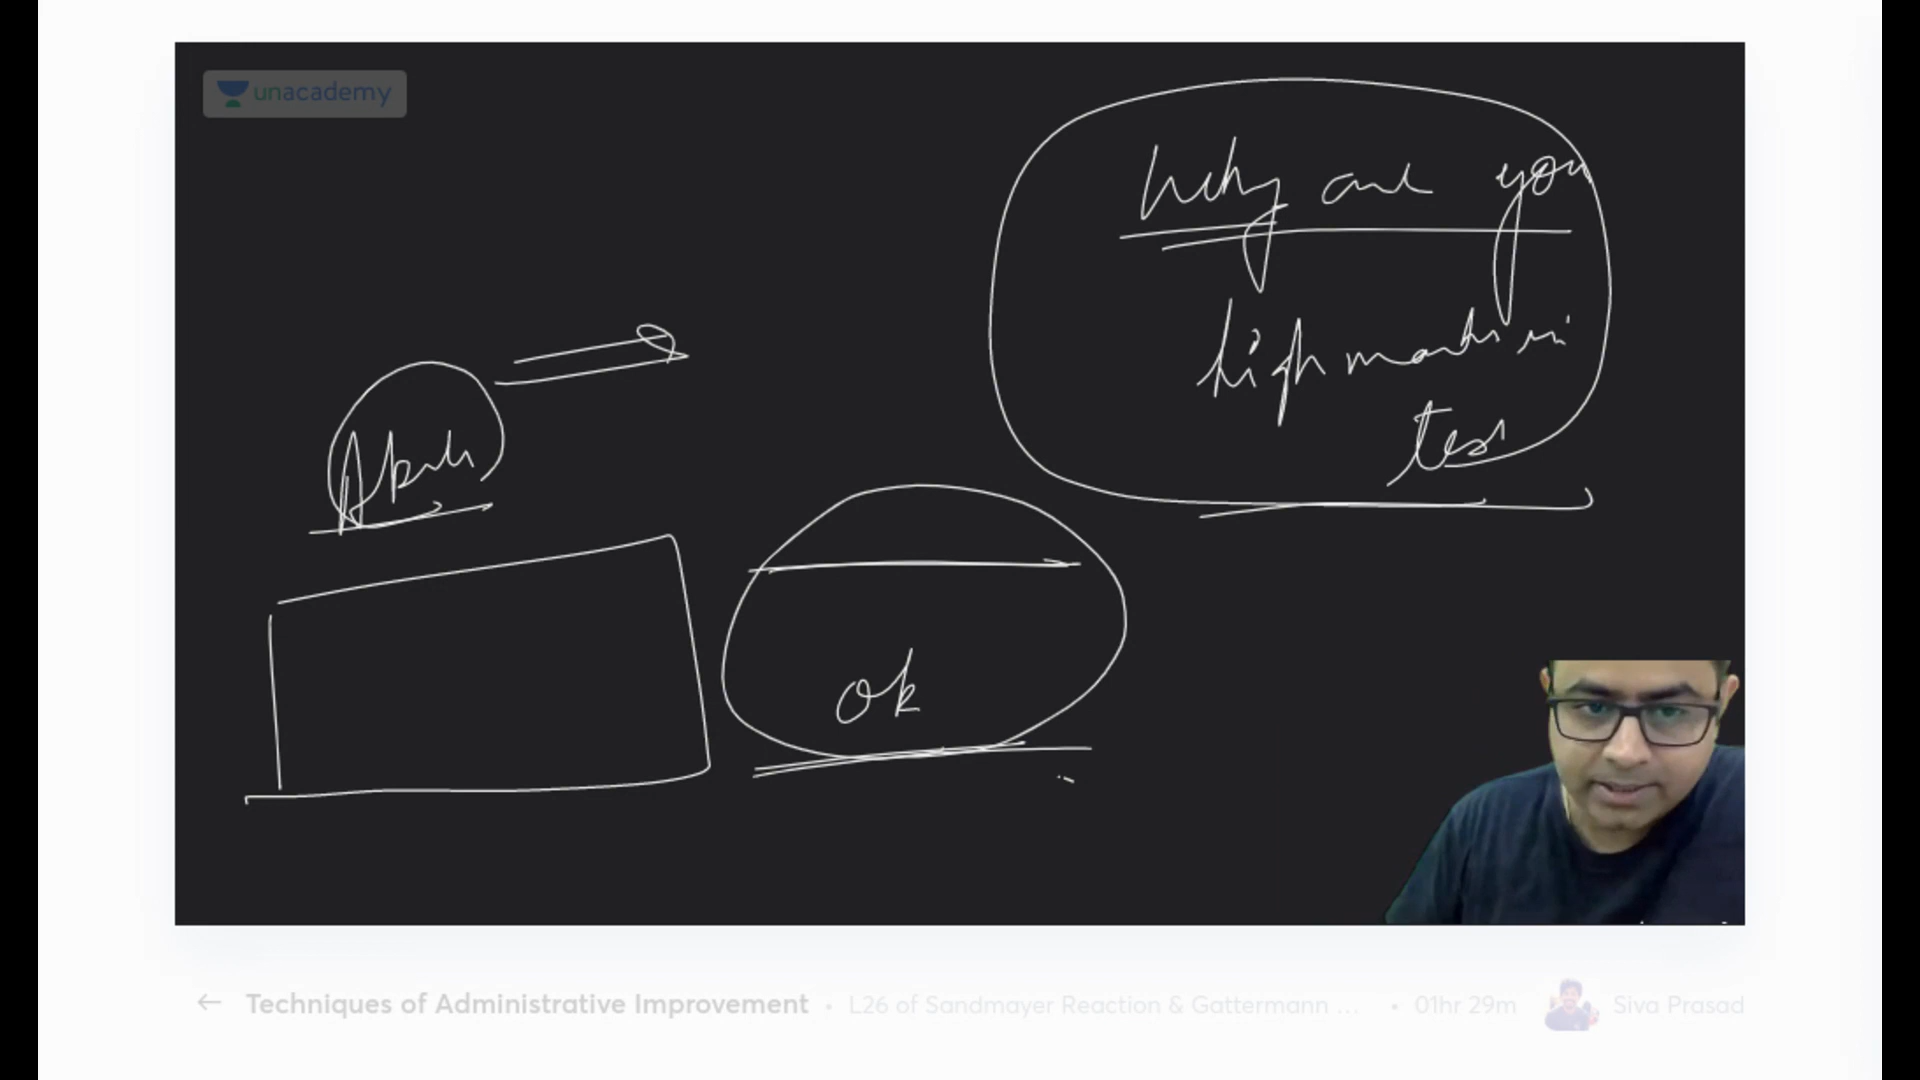 unacademy
Why are you
high marks in
test
ok
← Techniques of Administrative Improvement • L26 of Sandmayer Reaction & Gattermann ... • 01hr 29m Siva Prasad